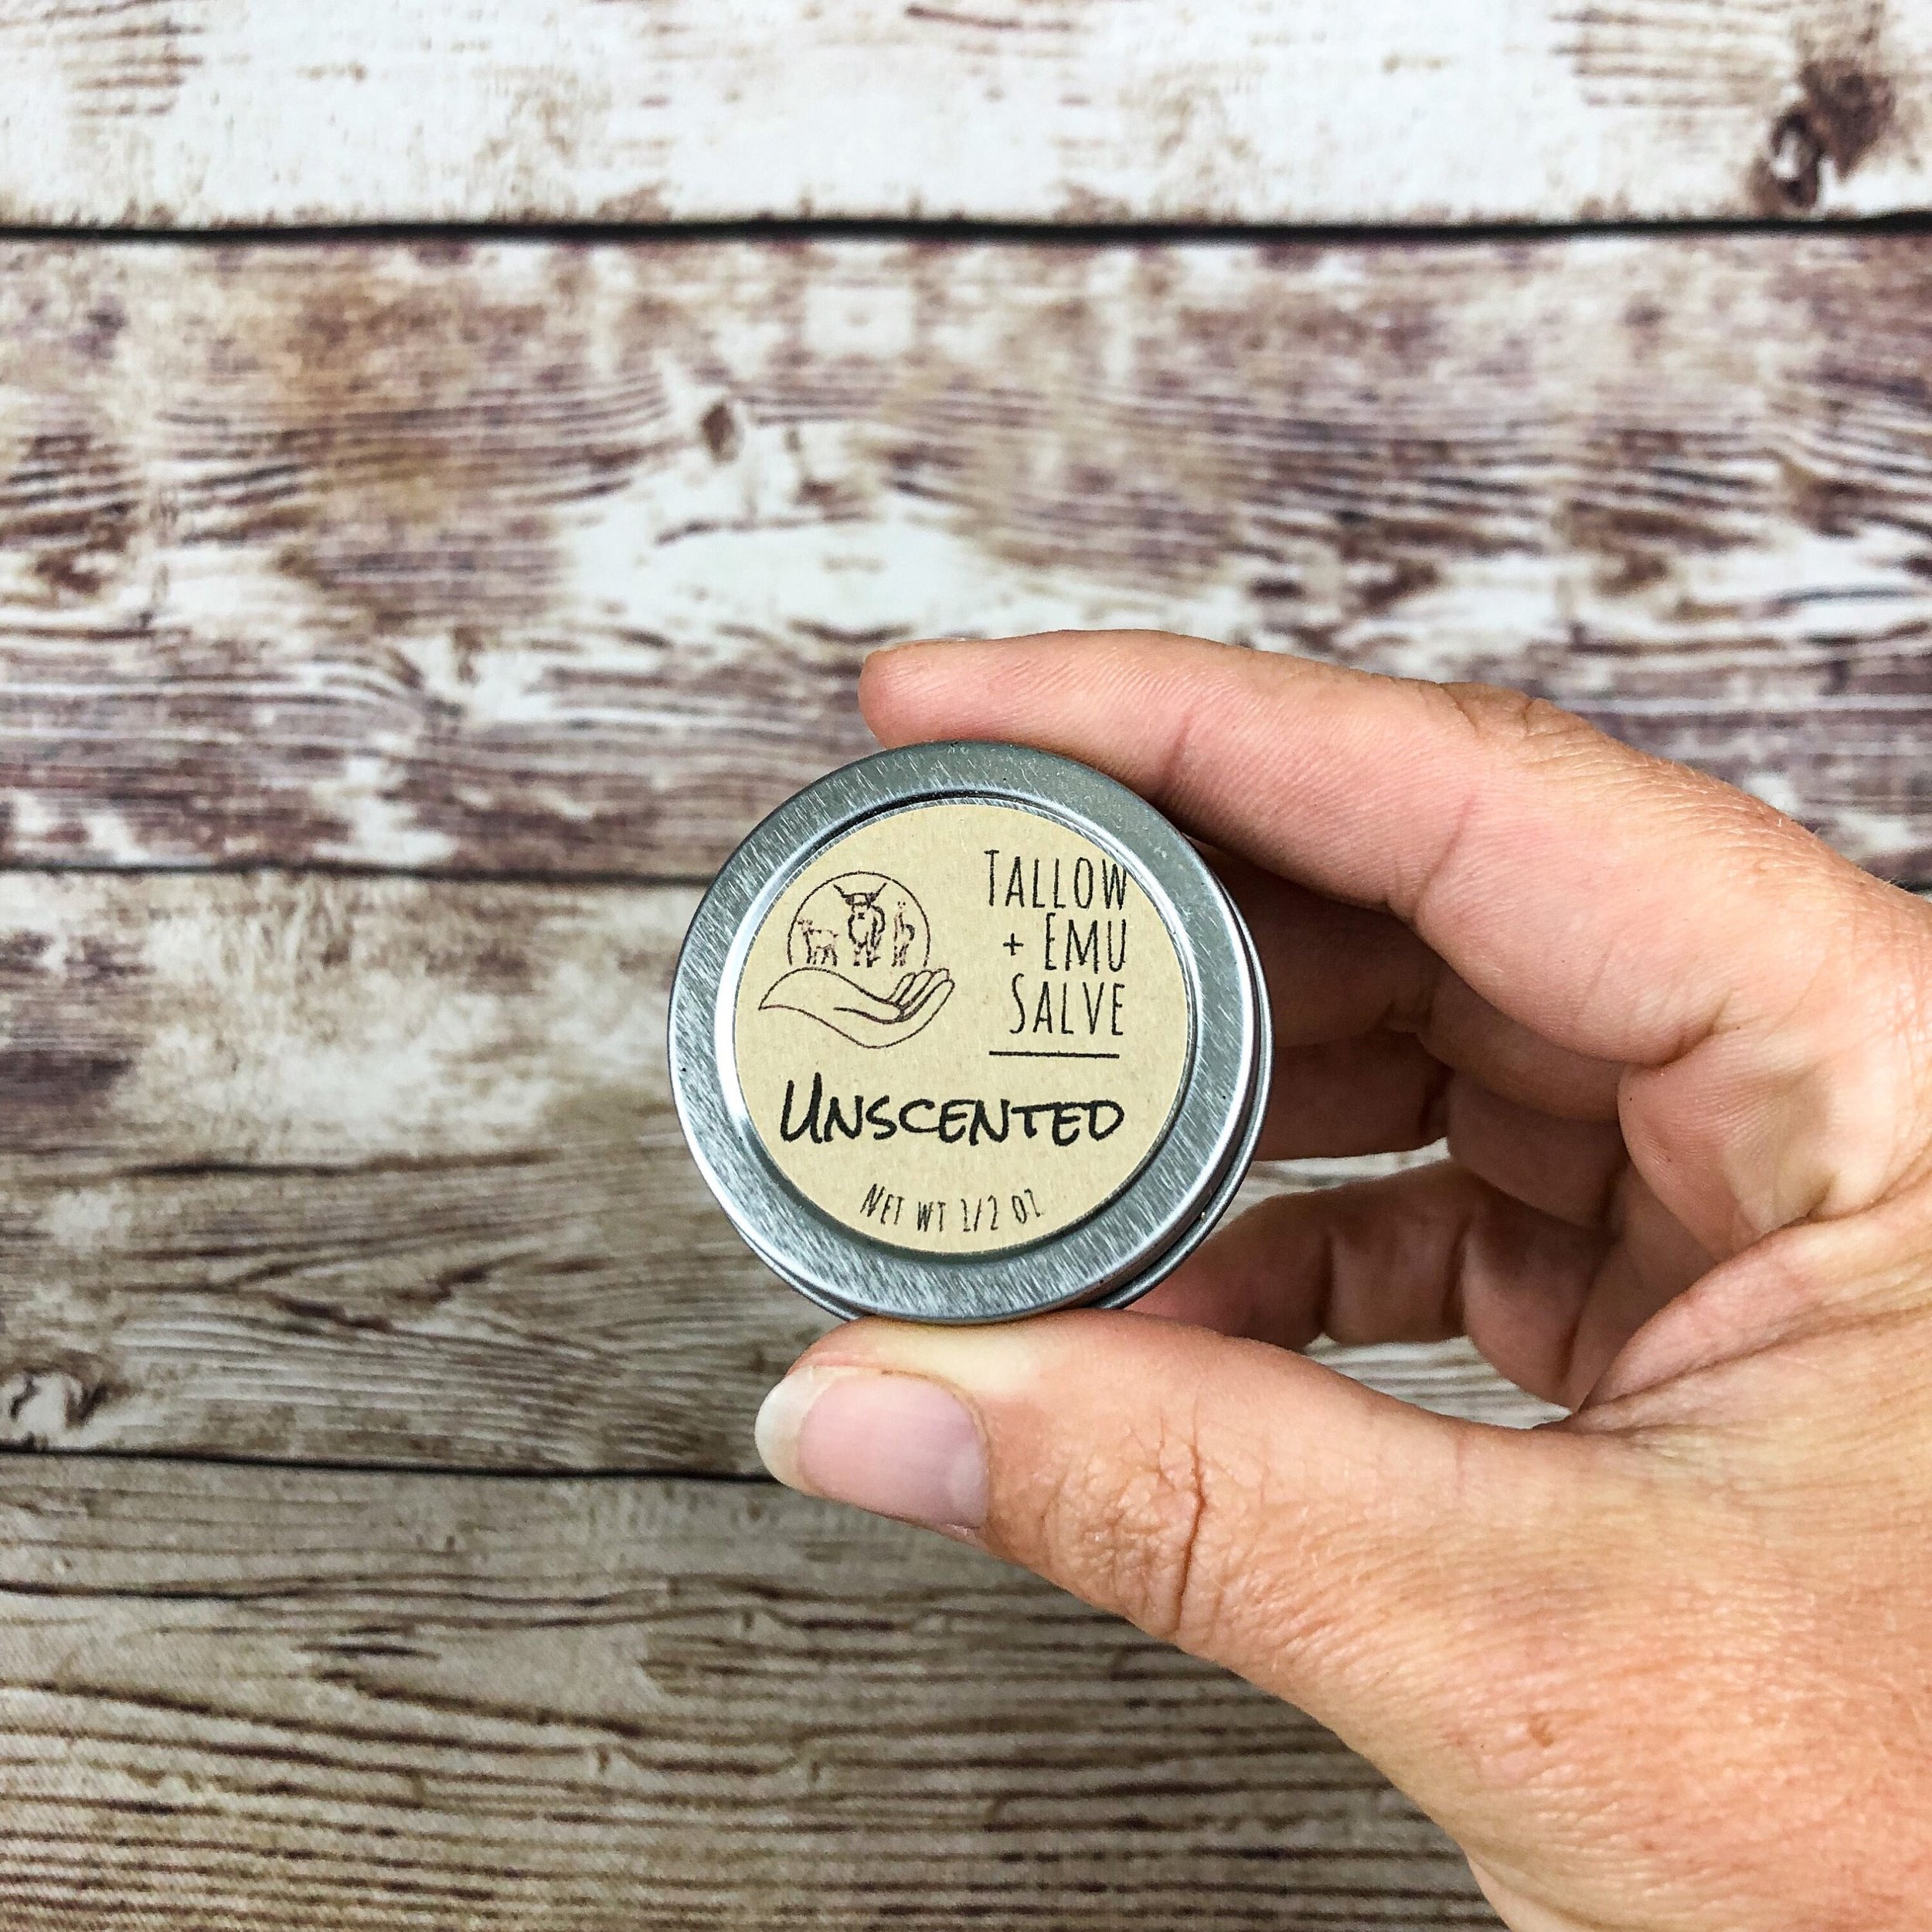 Tallow
+ Emu
Salve
Unscented
Net wt 1/2 oz